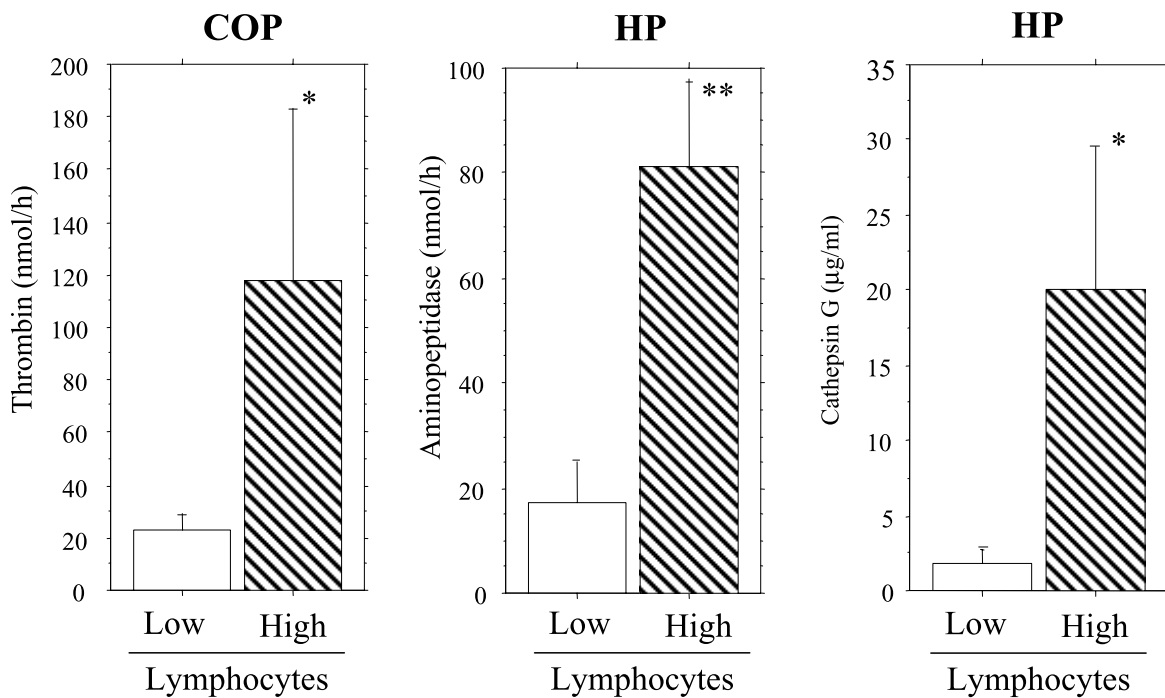 COP
Thrombin (nmol/h)
200
180
160
140
120
100
80
60
40
20
0
*
Low High
Lymphocytes
HP
Aminopeptidase (nmol/h)
100
80
60
40
20
0
**
Low High
Lymphocytes
HP
Cathepsin G (µg/ml)
35
30
25
20
15
10
5
0
*
Low High
Lymphocytes